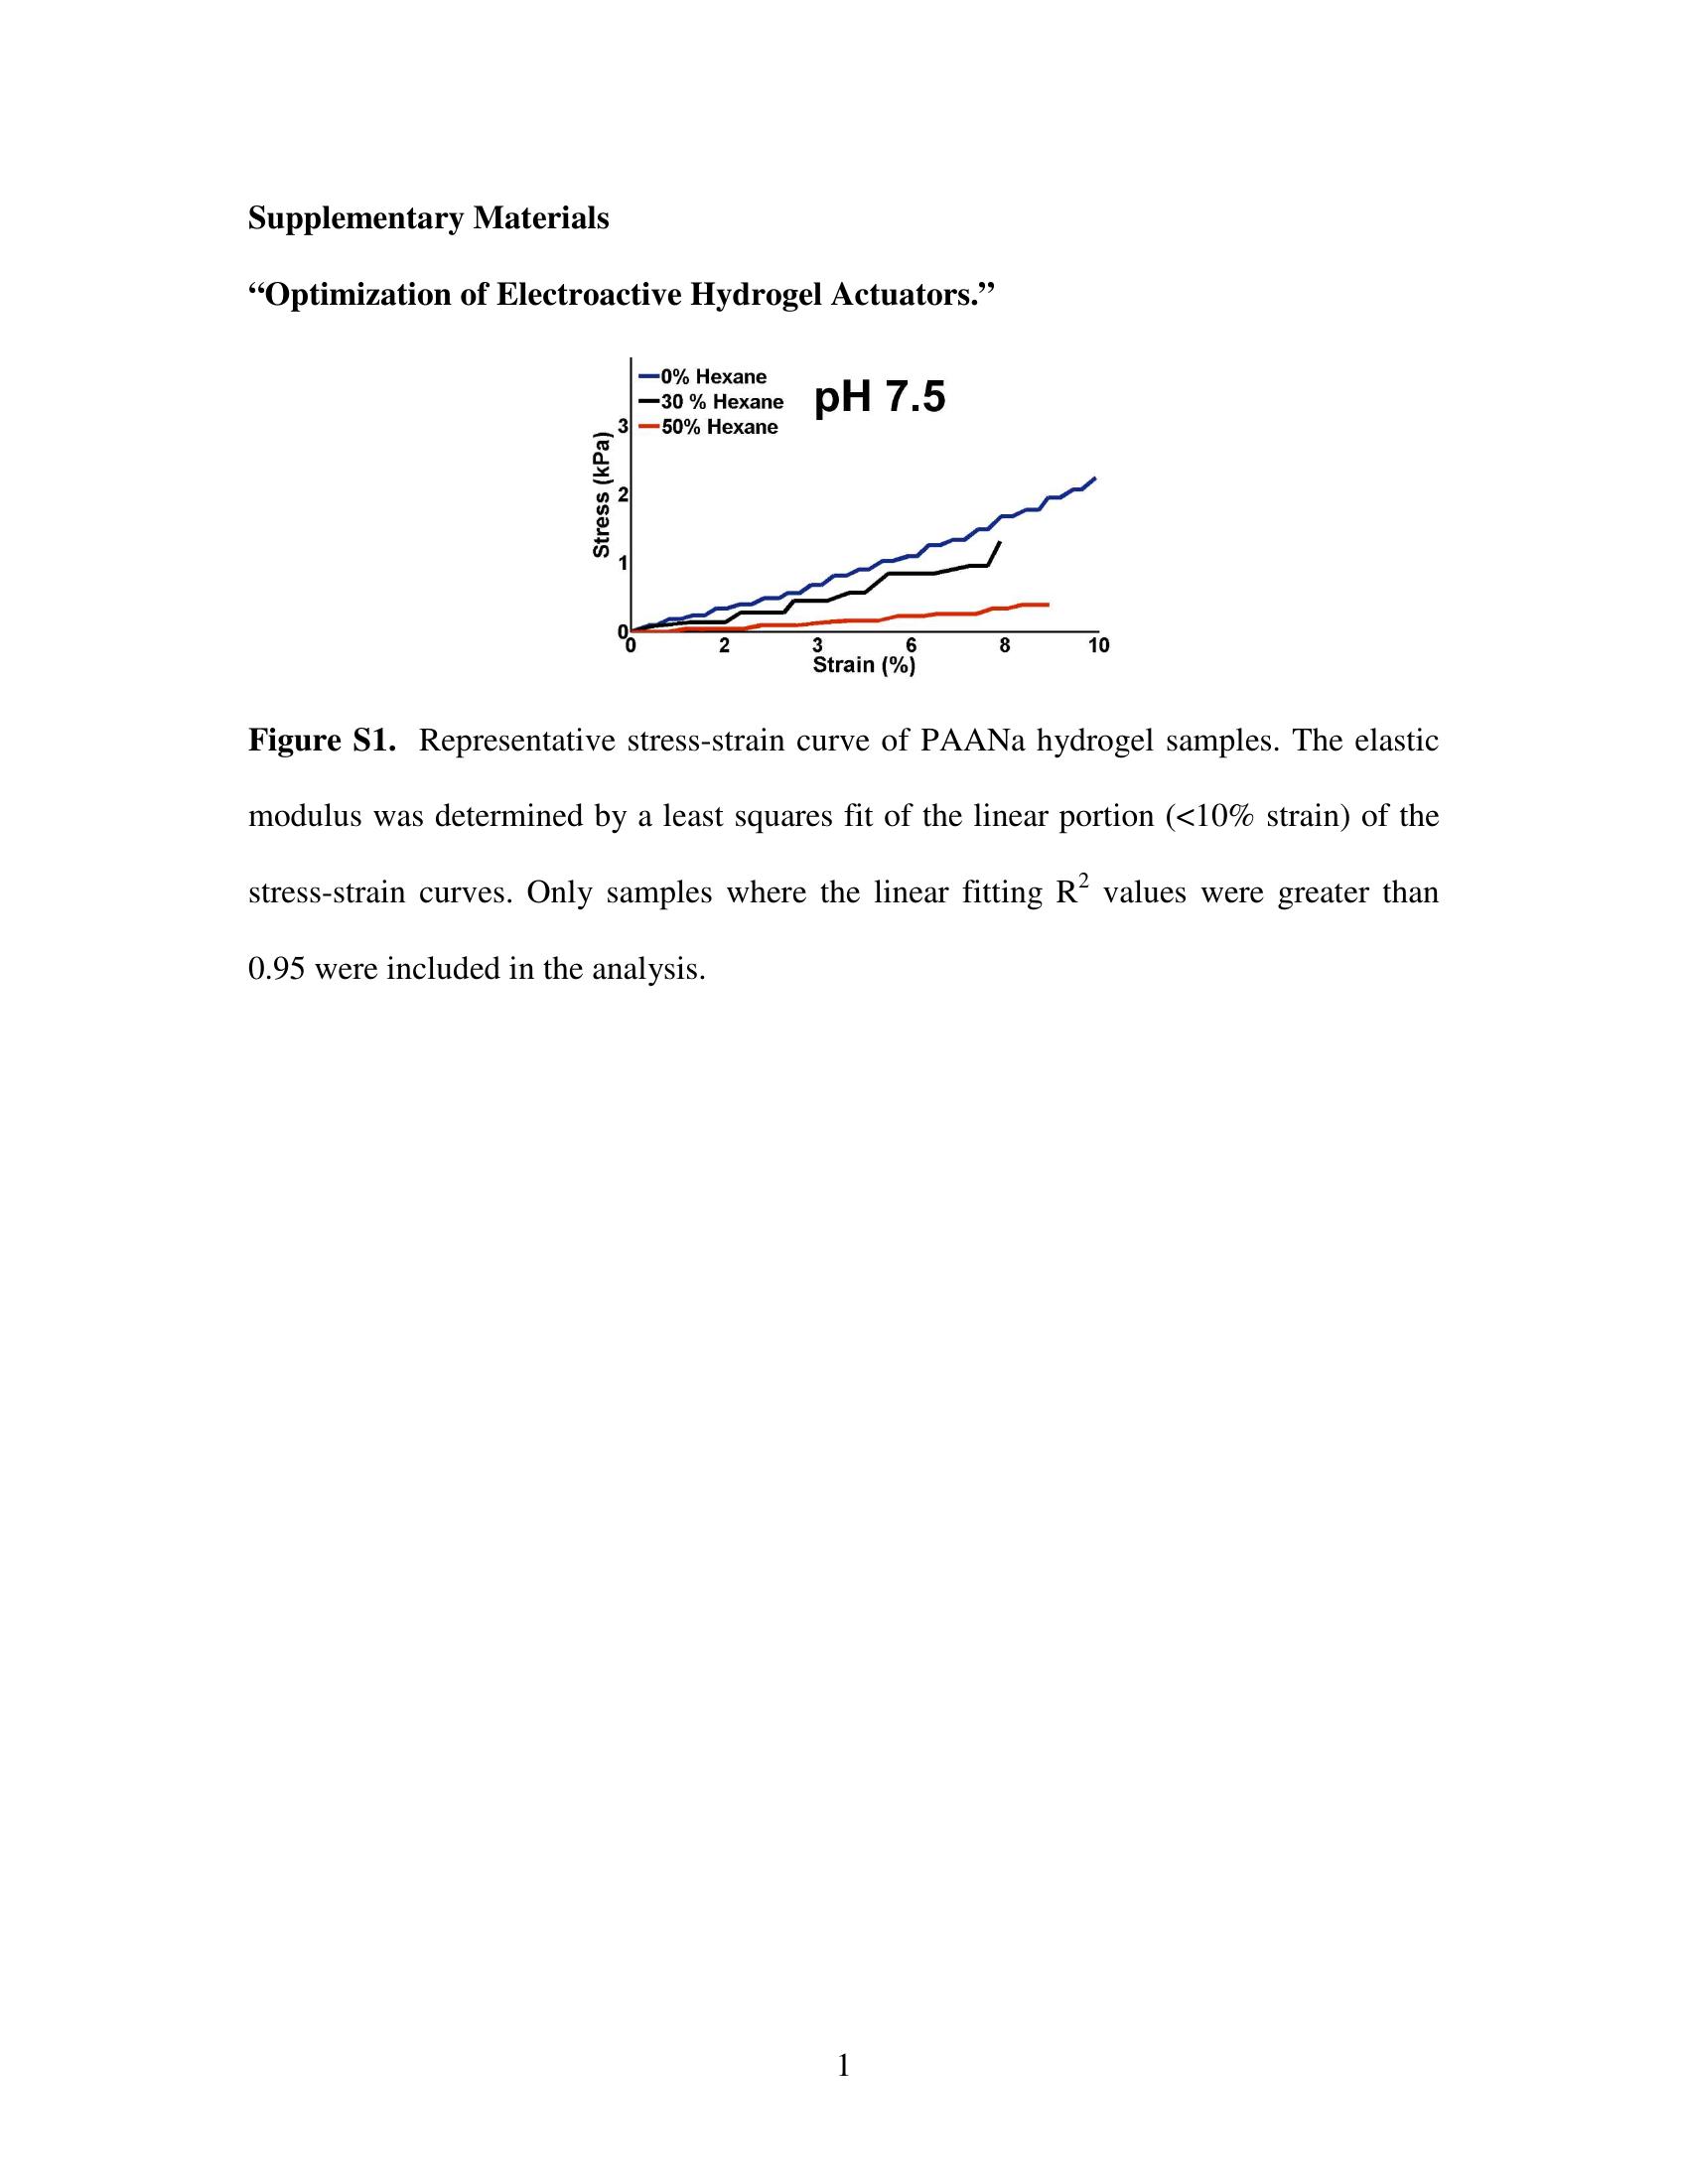 Supplementary Materials
“Optimization of Electroactive Hydrogel Actuators.”
0% Hexane
30 % Hexane
50% Hexane
pH 7.5
Stress (kPa)
3
2
1
0
0 2 3 6 8 10
Strain (%)
Figure S1. Representative stress-strain curve of PAANa hydrogel samples. The elastic
modulus was determined by a least squares fit of the linear portion (<10% strain) of the
stress-strain curves. Only samples where the linear fitting R² values were greater than
0.95 were included in the analysis.
1